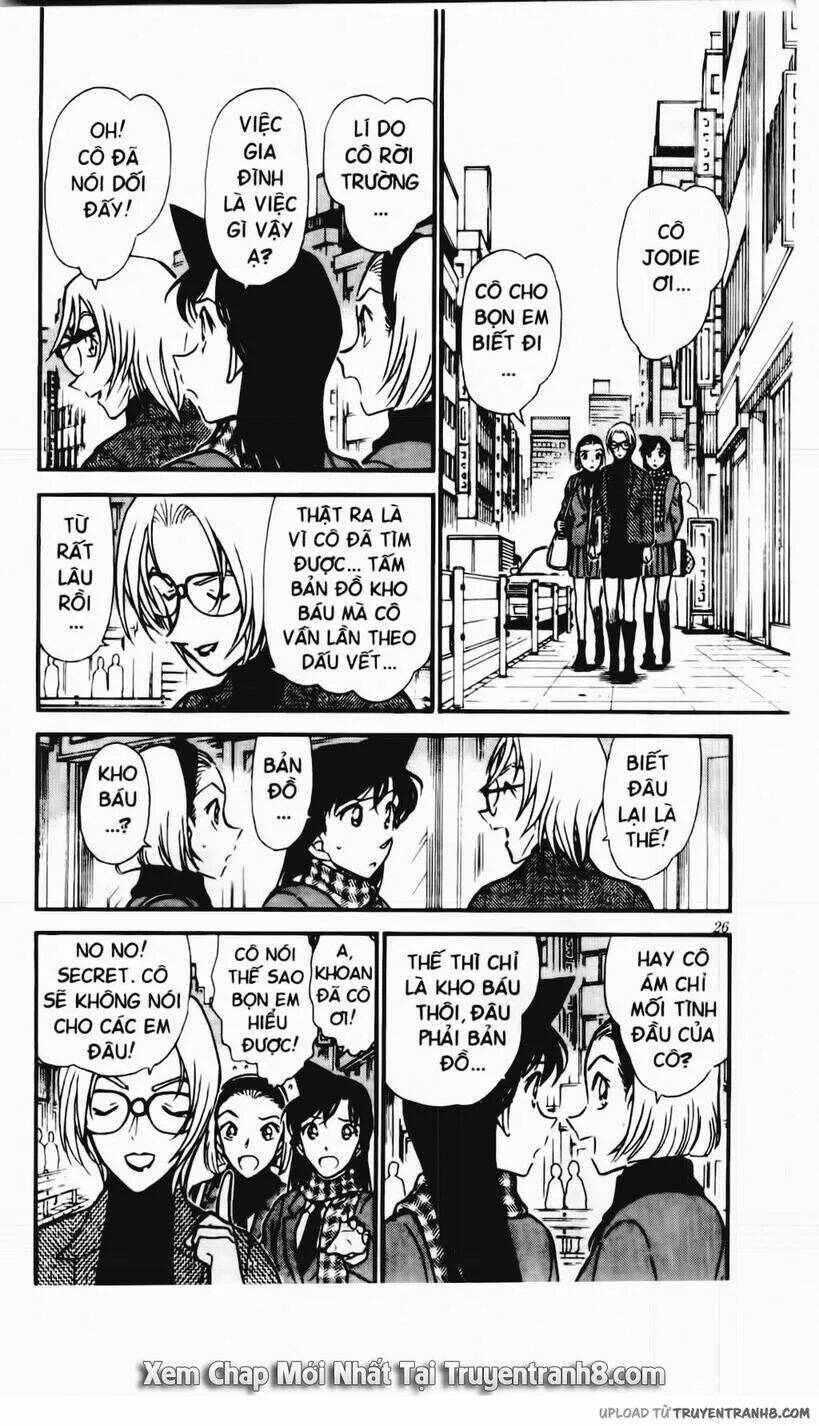 CÔ
JODIE
ƠI...
CÔ CHO
BỌN EM
BIẾT ĐI
...
LÍ DO
CÔ RỜI
TRƯỜNG
...
VIỆC
GIA
ĐÌNH
LÀ VIỆC
GÌ VẬY
Ạ?
OH!
CÔ ĐÃ
NÓI DỐI
ĐẤY!
THẬT RA LÀ
VÌ CÔ ĐÃ TÌM
ĐƯỢC... TẤM
BẢN ĐỒ KHO
BÁU MÀ CÔ
VẪN LẦN THEO
DẤU VẾT...
TỪ
RẤT
LÂU
RỒI
...
BIẾT
ĐÂU
LẠI LÀ
THẾ!
BẢN
ĐỒ
...
KHO
BÁU
...?
26
HAY CÔ
ÁM CHỈ
MỐI TÌNH
ĐẦU CỦA
CÔ?
THẾ THÌ CHỈ
LÀ KHO BÁU
THÔI, ĐÂU
PHẢI BẢN
ĐỒ...
A,
KHOAN
ĐÃ CÔ
ƠI!
CÔ NÓI
THẾ SAO
BỌN EM
HIỂU
ĐƯỢC!
NO NO!
SECRET. CÔ
SẼ KHÔNG NÓI
CHO CÁC EM
ĐÂU!
Xem Chap Mới Nhất Tại Truyentranh8.com
UPLOAD TỪ TRUYENTRANH8.COM